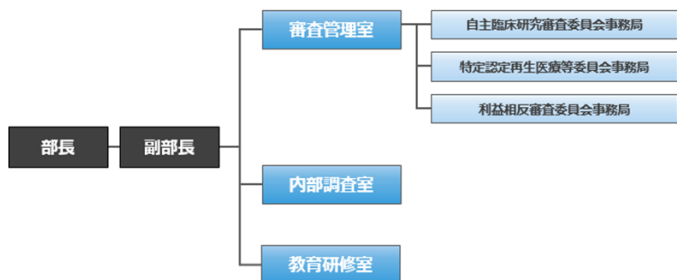 部長
副部長
審査管理室
自主臨床研究審査委員会事務局
特定認定再生医療等委員会事務局
利益相反審査委員会事務局
内部調査室
教育研修室